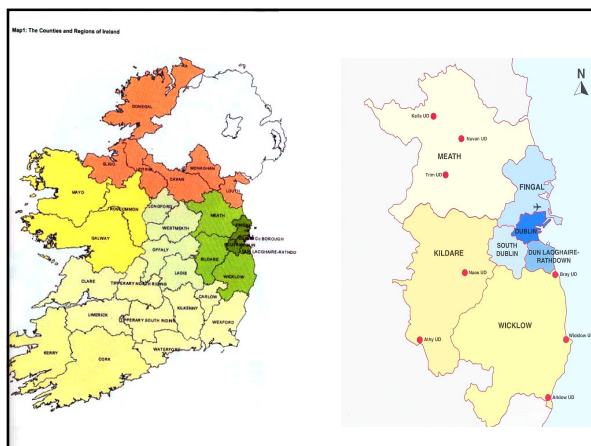 Map1: The Counties and Regions of Ireland
DONEGAL
SLIGO
MONAGHAN
CAVAN
LOUTH
MAYO
ROSCOMMON
LONGFORD
MEATH
WESTMEATH
GALWAY
OFFALY
KILDARE
LAOIS
WICKLOW
CLARE
TIPPERARY NORTH RIDING
CARLOW
LIMERICK
KILKENNY
TIPPERARY SOUTH RIDING
WEXFORD
WATERFORD
KERRY
CORK
N
Kells UD
Navan UD
MEATH
Trim UD
FINGAL
DUBLIN
SOUTH
DUBLIN
DUN LAOGHAIRE-
RATHDOWN
KILDARE
Naas UD
Bray UD
WICKLOW
Athy UD
Wicklow UD
Arklow UD